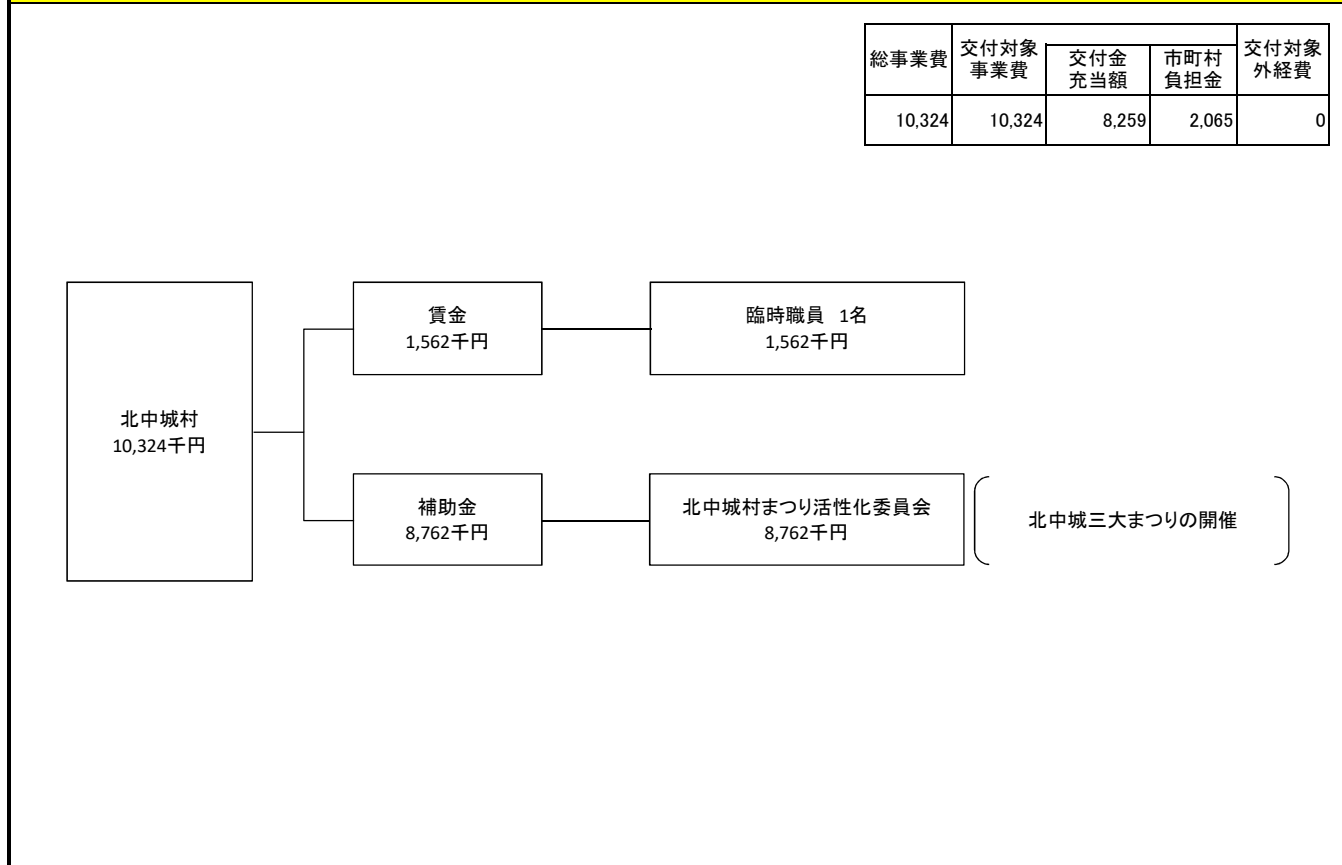 総事業費
交付対象
事業費
交付金
充当額
市町村
負担金
交付対象
外経費
10,324 10,324 8,259 2,065 0
賃金
1,562千円
臨時職員 1名
1,562千円
北中城村
10,324千円
補助金
8,762千円
北中城村まつり活性化委員会
8,762千円
北中城三大まつりの開催